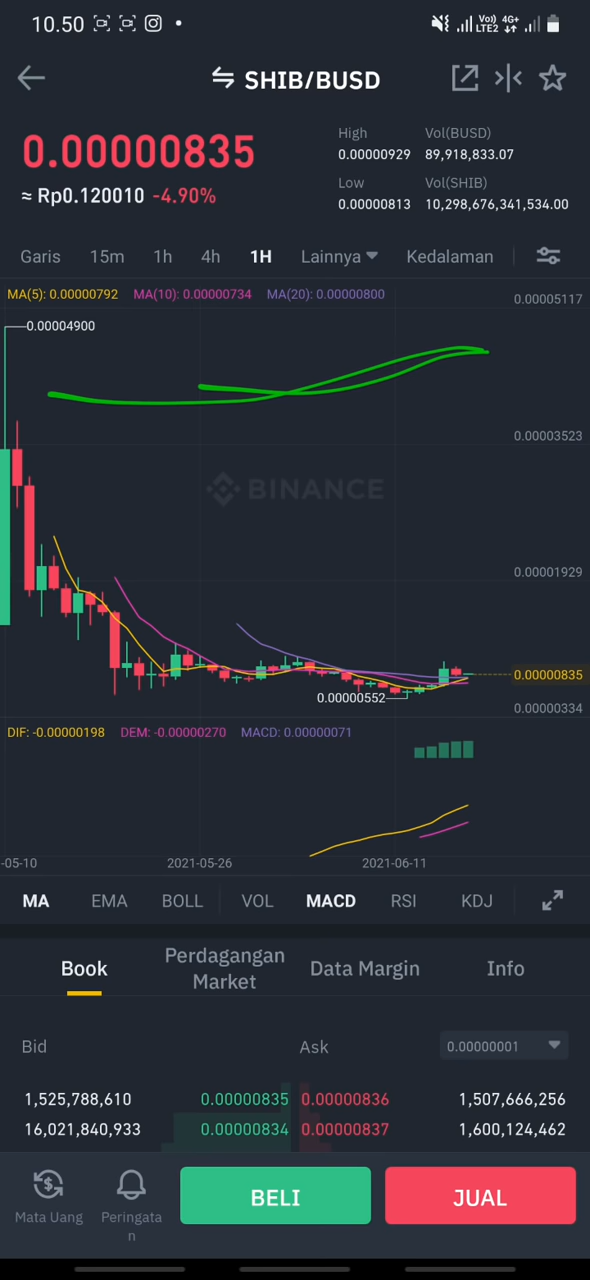 10.50
Vo)) 4G+
LTE2
SHIB/BUSD
0.00000835
≈ Rp0.120010 -4.90%
High Vol(BUSD)
0.00000929 89,918,833.07
Low Vol(SHIB)
0.00000813 10,298,676,341,534.00
Garis 15m 1h 4h 1H Lainnya Kedalaman
MA(5): 0.00000792 MA(10): 0.00000734 MA(20): 0.00000800
0.00005117
0.00004900
0.00003523
BINANCE
0.00001929
0.00000835
0.00000552
0.00000334
DIF: -0.00000198 DEM: -0.00000270 MACD: 0.00000071
-05-10 2021-05-26 2021-06-11
MA EMA BOLL VOL MACD RSI KDJ
Book Perdagangan Market Data Margin Info
Bid Ask 0.00000001
1,525,788,610 0.00000835 0.00000836 1,507,666,256
16,021,840,933 0.00000834 0.00000837 1,600,124,462
Mata Uang Peringatan BELI JUAL